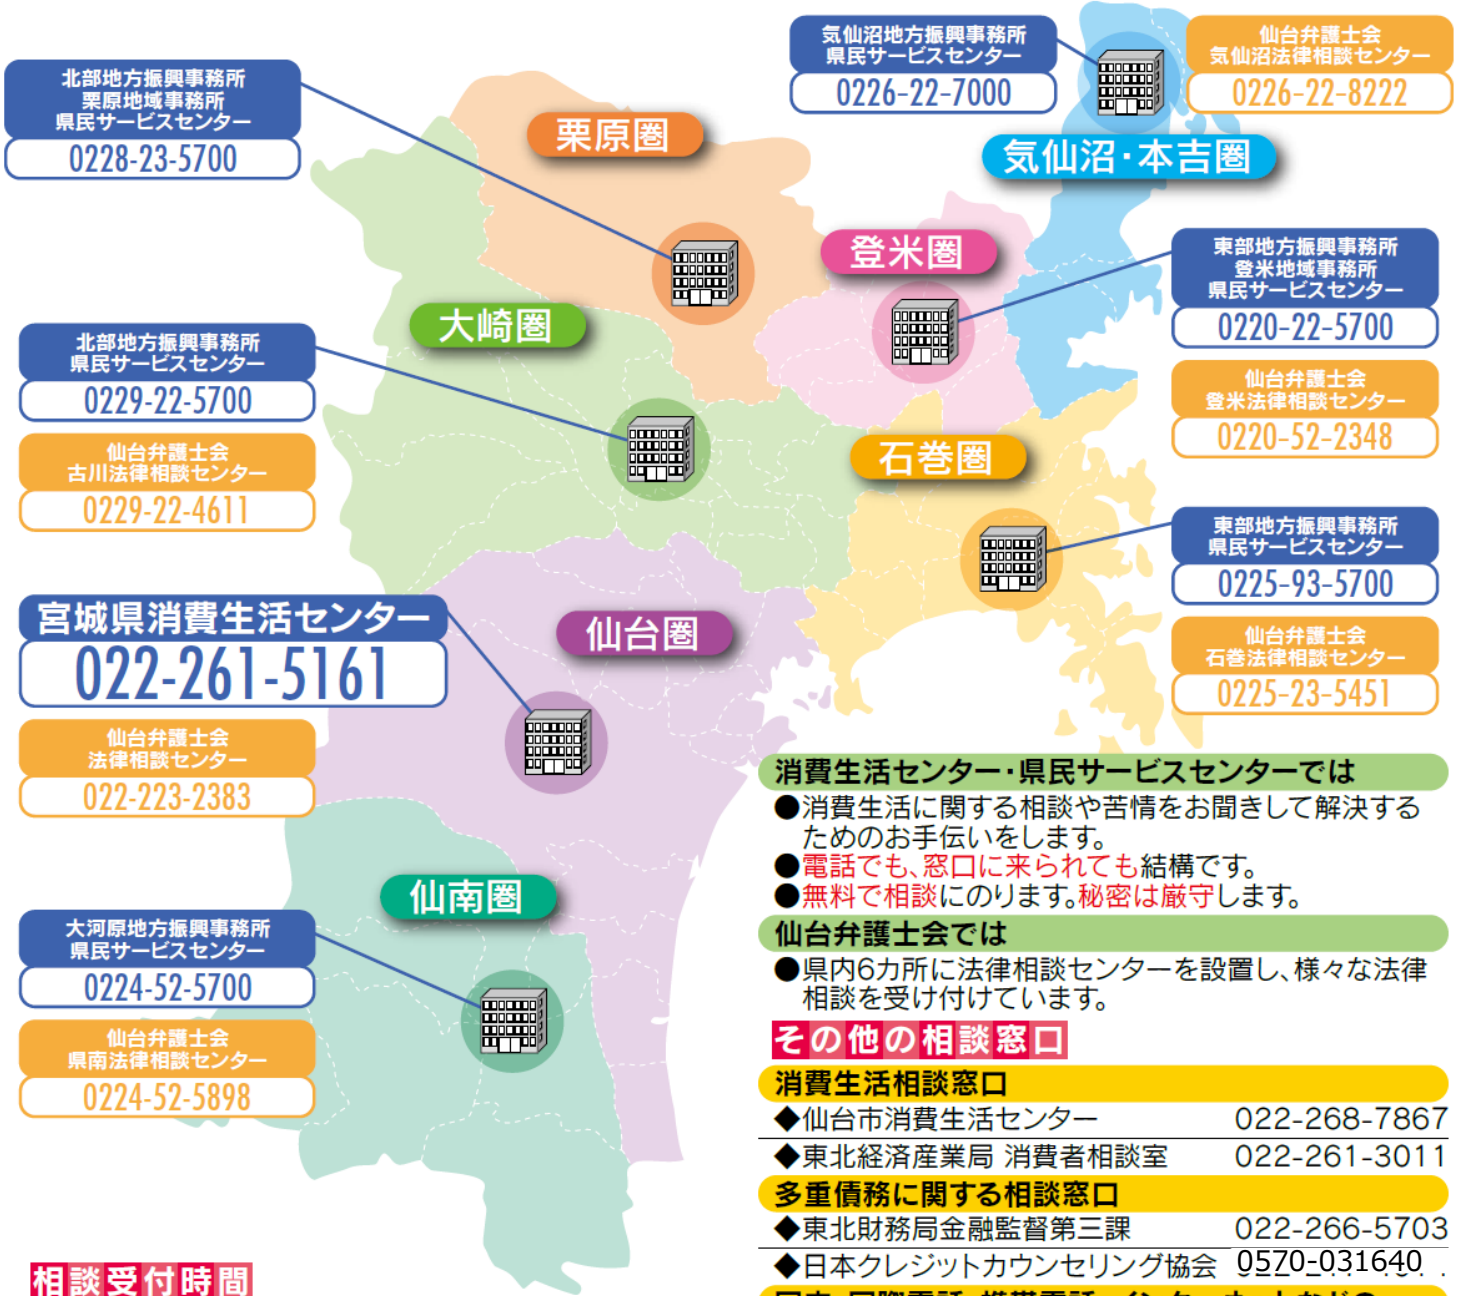 気仙沼地方振興事務所
県民サービスセンター
0226-22-7000
仙台弁護士会
気仙沼法律相談センター
0226-22-8222
北部地方振興事務所
栗原地域事務所
県民サービスセンター
0228-23-5700
栗原圏
気仙沼・本吉圏
登米圏
東部地方振興事務所
登米地域事務所
県民サービスセンター
0220-22-5700
大崎圏
北部地方振興事務所
県民サービスセンター
0229-22-5700
仙台弁護士会
登米法律相談センター
0220-52-2348
仙台弁護士会
古川法律相談センター
0229-22-4611
石巻圏
東部地方振興事務所
県民サービスセンター
0225-93-5700
宮城県消費生活センター
022-261-5161
仙台圏
仙台弁護士会
石巻法律相談センター
0225-23-5451
仙台弁護士会
法律相談センター
022-223-2383
仙南圏
大河原地方振興事務所
県民サービスセンター
0224-52-5700
仙台弁護士会
県南法律相談センター
0224-52-5898
消費生活センター・県民サービスセンターでは
●消費生活に関する相談や苦情をお聞きして解決する
ためのお手伝いをします。
●電話でも、窓口に来られても結構です。
●無料で相談にのります。秘密は厳守します。
仙台弁護士会では
●県内6カ所に法律相談センターを設置し、様々な法律
相談を受け付けています。
その他の相談窓口
消費生活相談窓口
◆仙台市消費生活センター 022-268-7867
◆東北経済産業局 消費者相談室 022-261-3011
多重債務に関する相談窓口
◆東北財務局金融監督第三課 022-266-5703
◆日本クレジットカウンセリング協会 0570-031640
相談受付時間